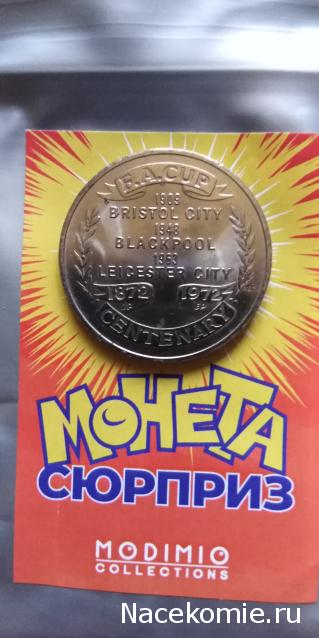 F.A.CUP
1909
BRISTOL CITY
1948
BLACKPOOL
1963
LEICESTER CITY
1872 1972
CENTENARY
МОНЕТА
СЮРПРИЗ
MODIMIO
COLLECTIONS
Nacekomie.ru